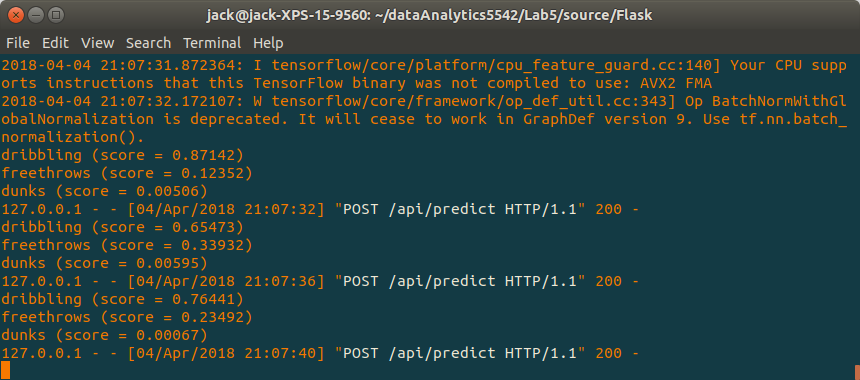 jack@jack-XPS-15-9560: ~/dataAnalytics5542/Lab5/source/Flask
File Edit View Search Terminal Help
2018-04-04 21:07:31.872364: I tensorflow/core/platform/cpu_feature_guard.cc:140] Your CPU supp
orts instructions that this TensorFlow binary was not compiled to use: AVX2 FMA
2018-04-04 21:07:32.172107: W tensorflow/core/framework/op_def_util.cc:343] Op BatchNormWithGl
obalNormalization is deprecated. It will cease to work in GraphDef version 9. Use tf.nn.batch_
normalization().
dribbling (score = 0.87142)
freethrows (score = 0.12352)
dunks (score = 0.00506)
127.0.0.1 - - [04/Apr/2018 21:07:32] "POST /api/predict HTTP/1.1" 200 -
dribbling (score = 0.65473)
freethrows (score = 0.33932)
dunks (score = 0.00595)
127.0.0.1 - - [04/Apr/2018 21:07:36] "POST /api/predict HTTP/1.1" 200 -
dribbling (score = 0.76441)
freethrows (score = 0.23492)
dunks (score = 0.00067)
127.0.0.1 - - [04/Apr/2018 21:07:40] "POST /api/predict HTTP/1.1" 200 -